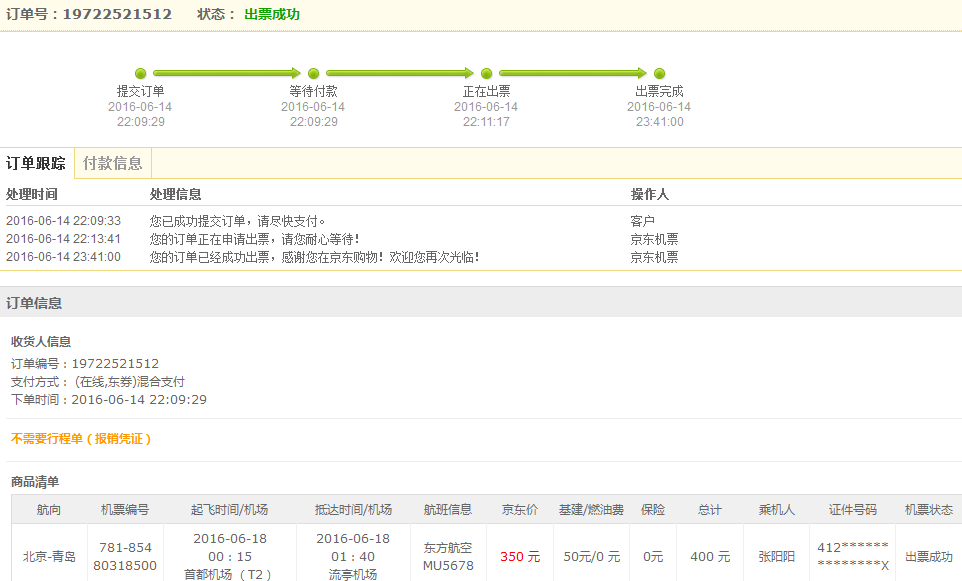 订单号：19722521512 状态： 出票成功
提交订单 等待付款 正在出票 出票完成
2016-06-14 2016-06-14 2016-06-14 2016-06-14
22:09:29 22:09:29 22:11:17 23:41:00
订单跟踪 付款信息
处理时间 处理信息 操作人
2016-06-14 22:09:33 您已成功提交订单，请尽快支付。 客户
2016-06-14 22:13:41 您的订单正在申请出票，请您耐心等待！ 京东机票
2016-06-14 23:41:00 您的订单已经成功出票，感谢您在京东购物！欢迎您再次光临！ 京东机票
订单信息
收货人信息
订单编号：19722521512
支付方式： (在线,东券)混合支付
下单时间：2016-06-14 22:09:29
不需要行程单（报销凭证）
商品清单
航向 机票编号 起飞时间/机场 抵达时间/机场 航班信息 京东价 基建/燃油费 保险 总计 乘机人 证件号码 机票状态
2016-06-18 2016-06-18
781-854 00：15 01：40 东方航空 412******
北京-青岛 350 元 50元/0 元 0元 400 元 张阳阳 出票成功
80318500 首都机场 （T2） 流亭机场 MU5678 ********X